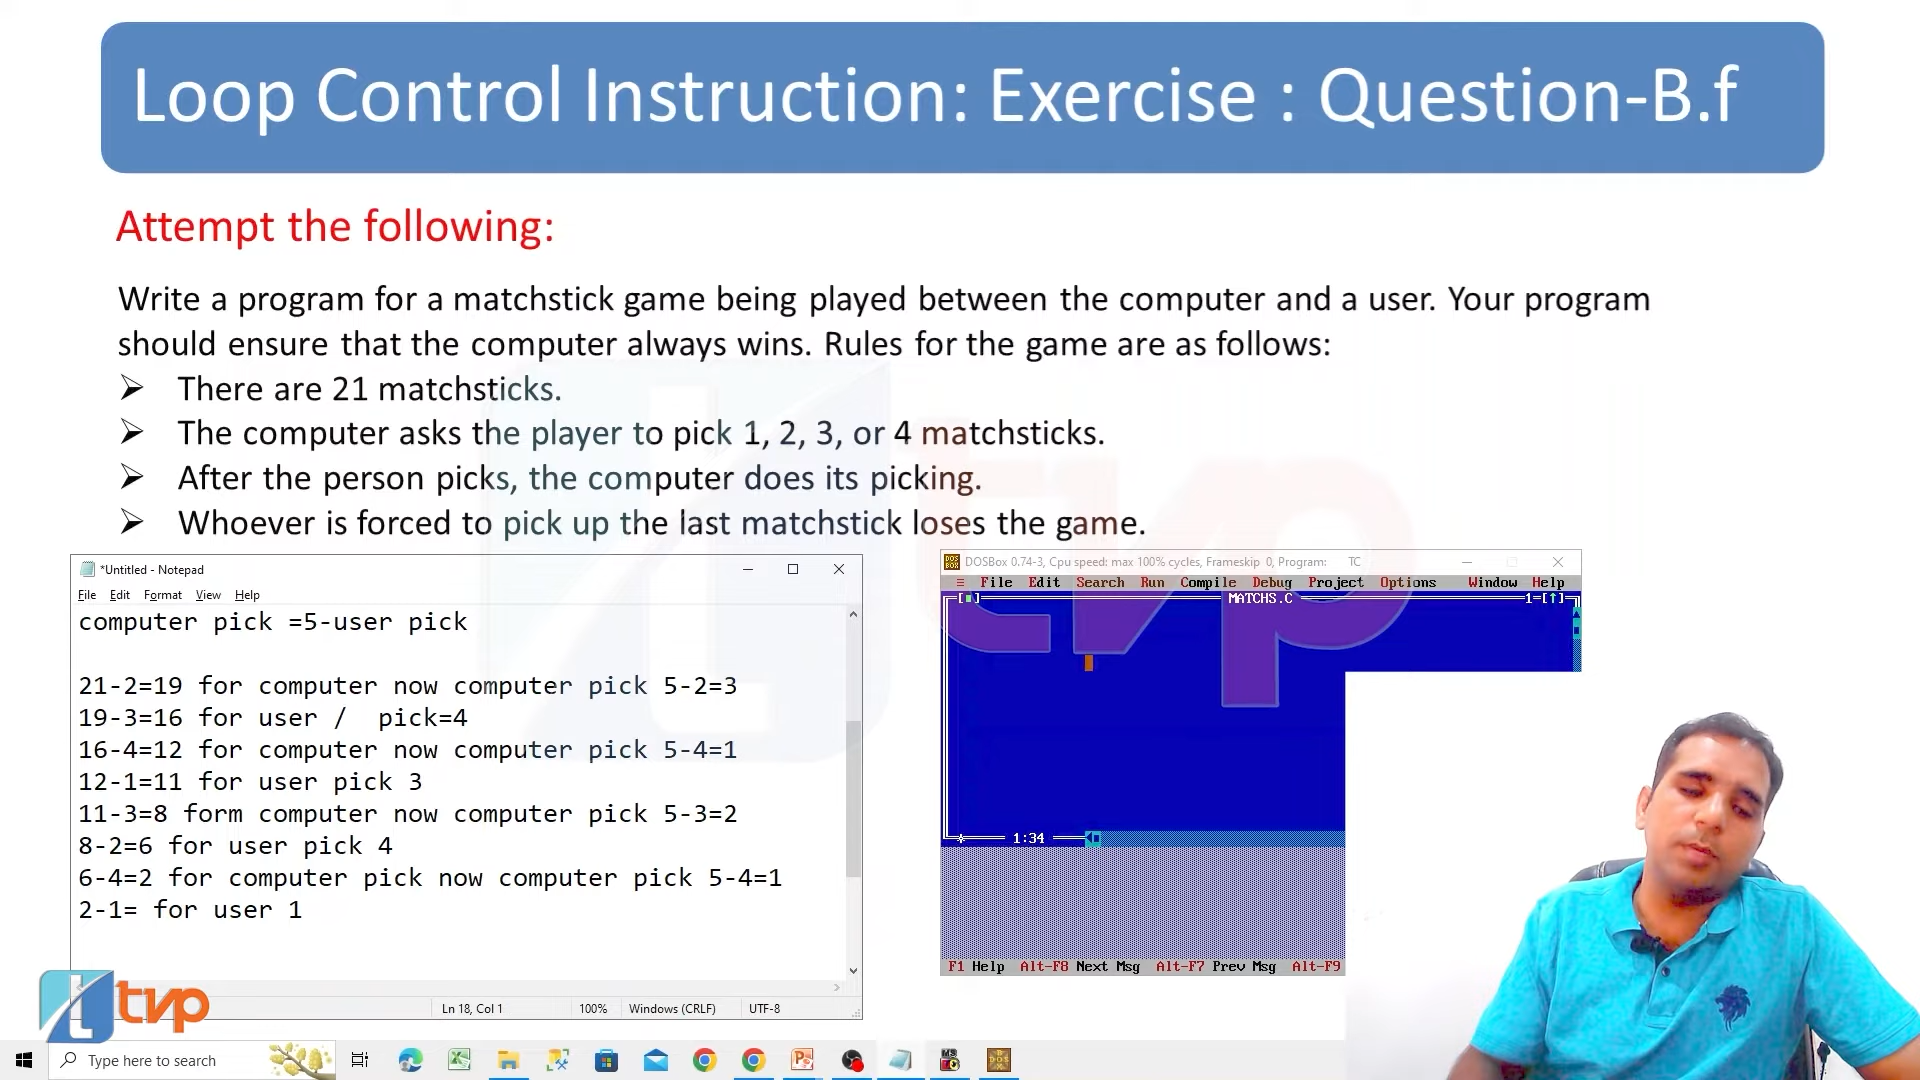 Loop Control Instruction: Exercise : Question-B.f
Attempt the following:
Write a program for a matchstick game being played between the computer and a user. Your program
should ensure that the computer always wins. Rules for the game are as follows:
There are 21 matchsticks.
The computer asks the player to pick 1, 2, 3, or 4 matchsticks.
After the person picks, the computer does its picking.
Whoever is forced to pick up the last matchstick loses the game.
*Untitled - Notepad
File Edit Format View Help
computer pick =5-user pick
21-2=19 for computer now computer pick 5-2=3
19-3=16 for user / pick=4
16-4=12 for computer now computer pick 5-4=1
12-1=11 for user pick 3
11-3=8 form computer now computer pick 5-3=2
8-2=6 for user pick 4
6-4=2 for computer pick now computer pick 5-4=1
2-1= for user 1
Ln 18, Col 1 100% Windows (CRLF) UTF-8
DOSBox 0.74-3, Cpu speed: max 100% cycles, Frameskip 0, Program: TC
File Edit Search Run Compile Debug Project Options Window Help
MATCHS.C 1=[↑]
1:34
F1 Help Alt-F8 Next Msg Alt-F7 Prev Msg Alt-F9
tvp
tvp
Type here to search